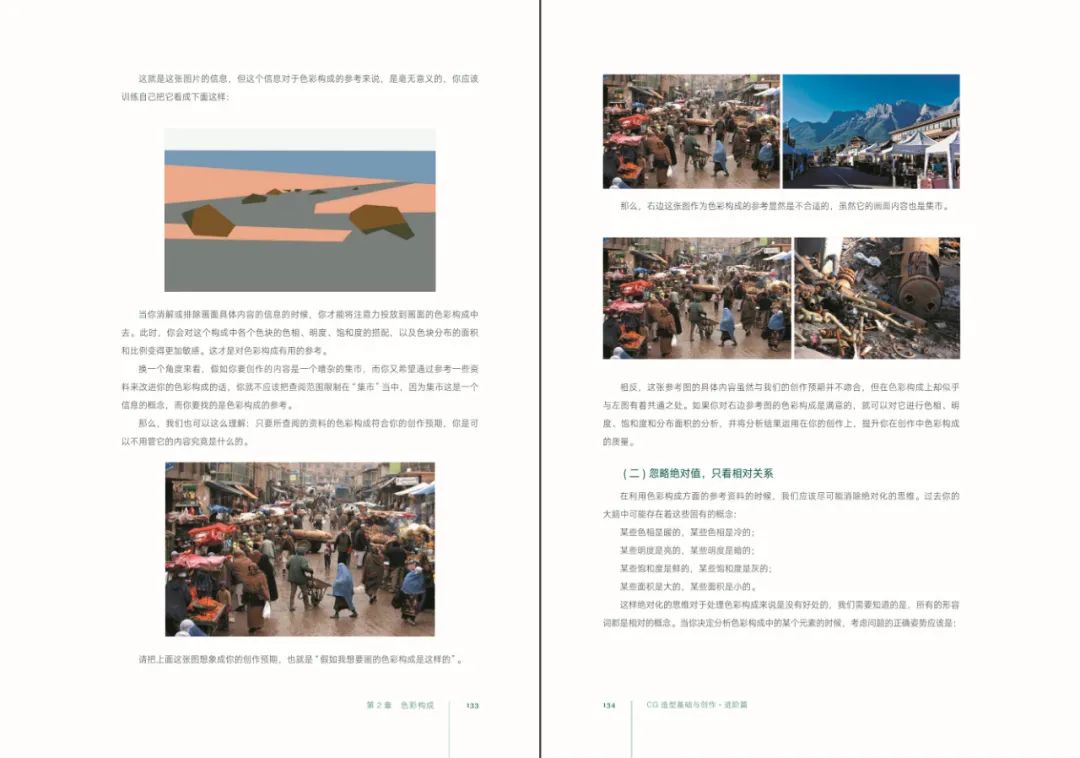 这就是这张图片的信息，但这个信息对于色彩构成的参考来说，是毫无意义的，你应该
训练自己把它看成下面这样：
当你消解或排除画面具体内容的信息的时候，你才能将注意力投放到画面的色彩构成中
去。此时，你会对这个构成中各个色块的色相、明度、饱和度的搭配，以及色块分布的面积
和比例变得更加敏感。这才是对色彩构成有用的参考。
换一个角度来看，假如你要创作的内容是一个嘈杂的集市，而你又希望通过参考一些资
料来改进你的色彩构成的话，你就不应该把查阅范围限制在“集市”当中，因为集市这是一个
信息的概念，而你要找的是色彩构成的参考。
那么，我们也可以这么理解：只要所查阅的资料的色彩构成符合你的创作预期，你是可
以不用管它的内容究竟是什么的。
请把上面这张图想象成你的创作预期，也就是“假如我想要画的色彩构成是这样的”。
第 2 章 色彩构成 133
那么，右边这张图作为色彩构成的参考显然是不合适的，虽然它的画面内容也是集市。
相反，这张参考图的具体内容虽然与我们的创作预期并不吻合，但在色彩构成上却似乎
与左图有着共通之处。如果你对右边参考图的色彩构成是满意的，就可以对它进行色相、明
度、饱和度和分布面积的分析，并将分析结果运用在你的创作上，提升你在创作中色彩构成
的质量。
（二）忽略绝对值，只看相对关系
在利用色彩构成方面的参考资料的时候，我们应该尽可能消除绝对化的思维。过去你的
大脑中可能存在着这些固有的概念：
某些色相是暖的，某些色相是冷的；
某些明度是亮的，某些明度是暗的；
某些饱和度是鲜的，某些饱和度是灰的；
某些面积是大的，某些面积是小的。
这样绝对化的思维对于处理色彩构成来说是没有好处的，我们需要知道的是，所有的形容
词都是相对的概念。当你决定分析色彩构成中的某个元素的时候，考虑问题的正确姿势应该是：
134 CG 造型基础与创作·进阶篇